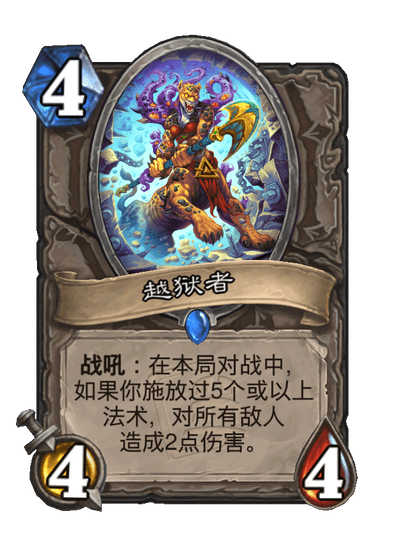 4
越狱者
战吼：在本局对战中，
如果你施放过5个或以上
法术，对所有敌人
造成2点伤害。
4
4